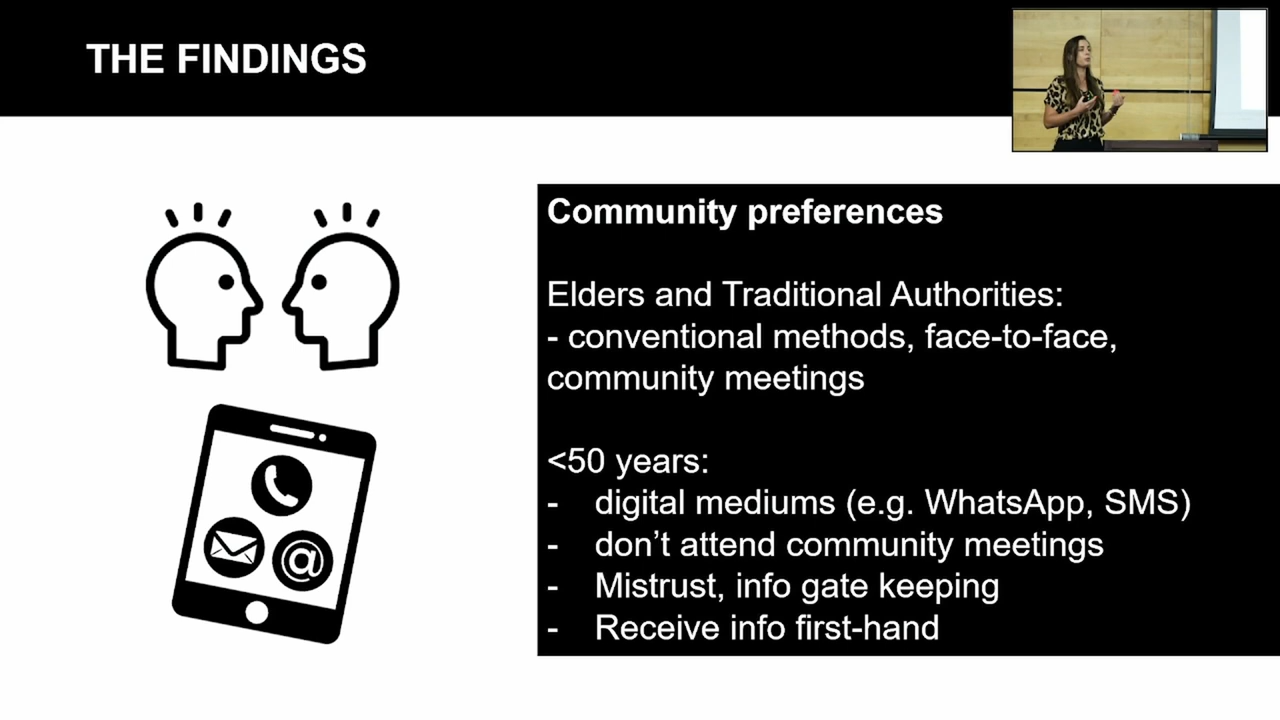 THE FINDINGS
Community preferences
Elders and Traditional Authorities:
- conventional methods, face-to-face,
community meetings
<50 years:
- digital mediums (e.g. WhatsApp, SMS)
- don’t attend community meetings
- Mistrust, info gate keeping
- Receive info first-hand
@